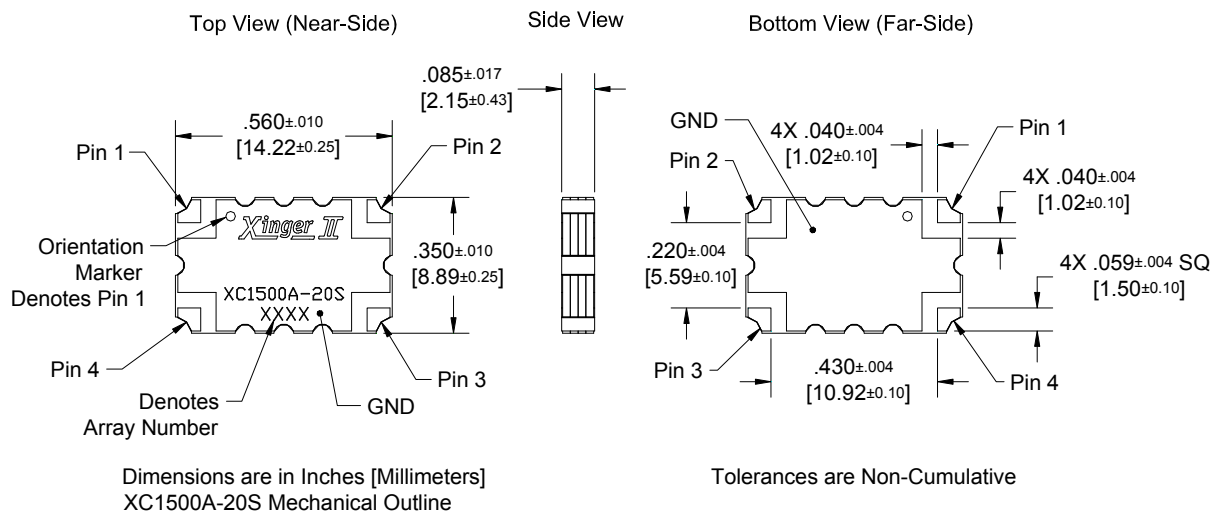 Top View (Near-Side)
Side View
Bottom View (Far-Side)
.085±.017
[2.15±0.43]
.560±.010
[14.22±0.25]
Pin 1
Pin 2
GND
4X .040±.004
[1.02±0.10]
Pin 1
Pin 2
4X .040±.004
[1.02±0.10]
Xinger II
Orientation
Marker
Denotes Pin 1
.350±.010
[8.89±0.25]
.220±.004
[5.59±0.10]
4X .059±.004 SQ
[1.50±0.10]
XC1500A-20S
XXXX
Pin 4
Pin 3
Denotes
Array Number
GND
Pin 3
.430±.004
[10.92±0.10]
Pin 4
Dimensions are in Inches [Millimeters]
XC1500A-20S Mechanical Outline
Tolerances are Non-Cumulative